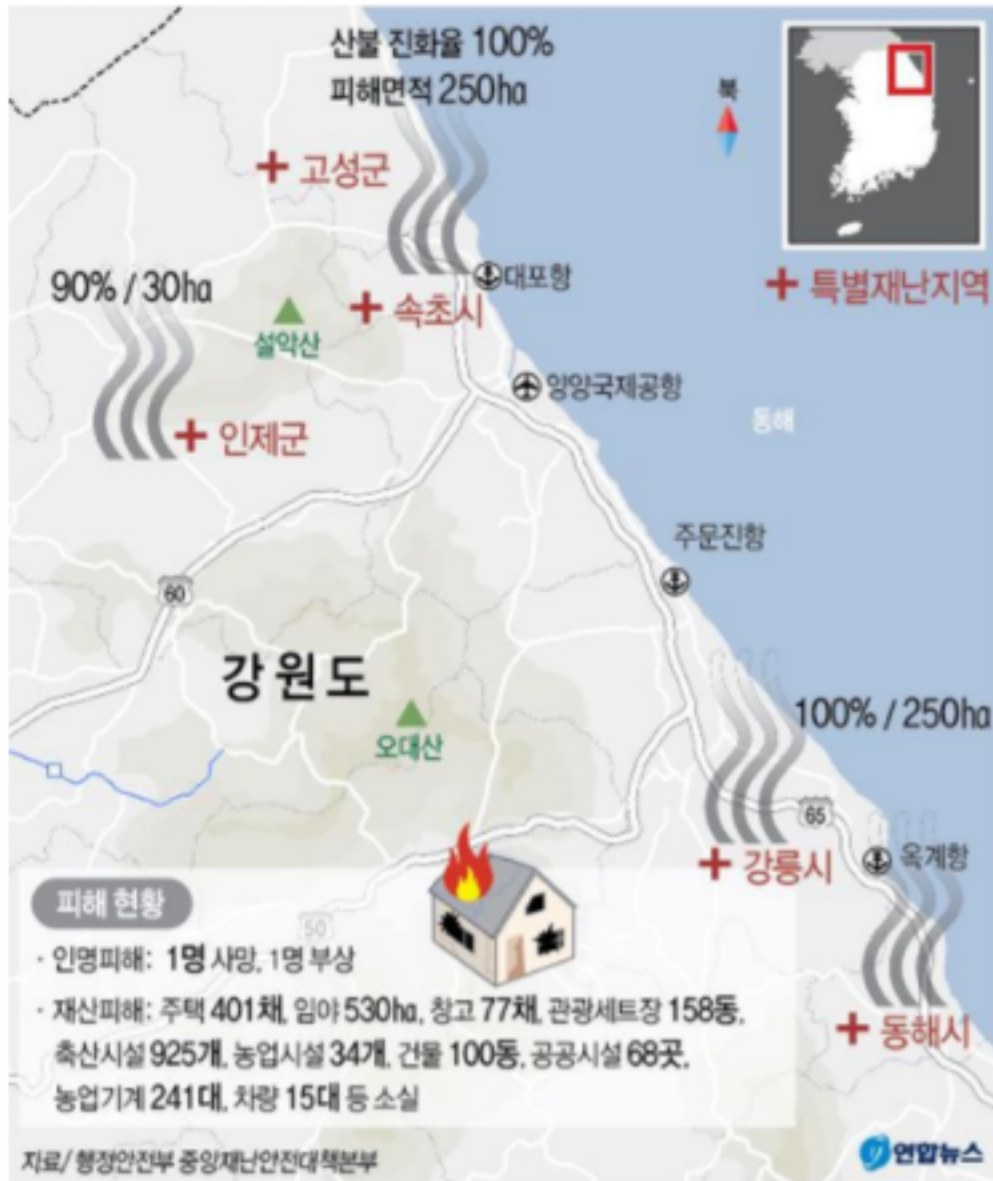 산불 진화율 100%
피해면적 250ha
북
고성군
90% / 30ha
대포항
특별재난지역
속초시
설악산
양양국제공항
동해
인제군
주문진항
60
강원도
100% / 250ha
오대산
65
강릉시
옥계항
피해 현황
50
· 인명피해: 1명 사망, 1명 부상
· 재산피해: 주택 401채, 임야 530ha, 창고 77채, 관광세트장 158동,
동해시
축산시설 925개, 농업시설 34개, 건물 100동, 공공시설 68곳,
농업기계 241대, 차량 15대 등 소실
자료/ 행정안전부 중앙재난안전대책본부
연합뉴스